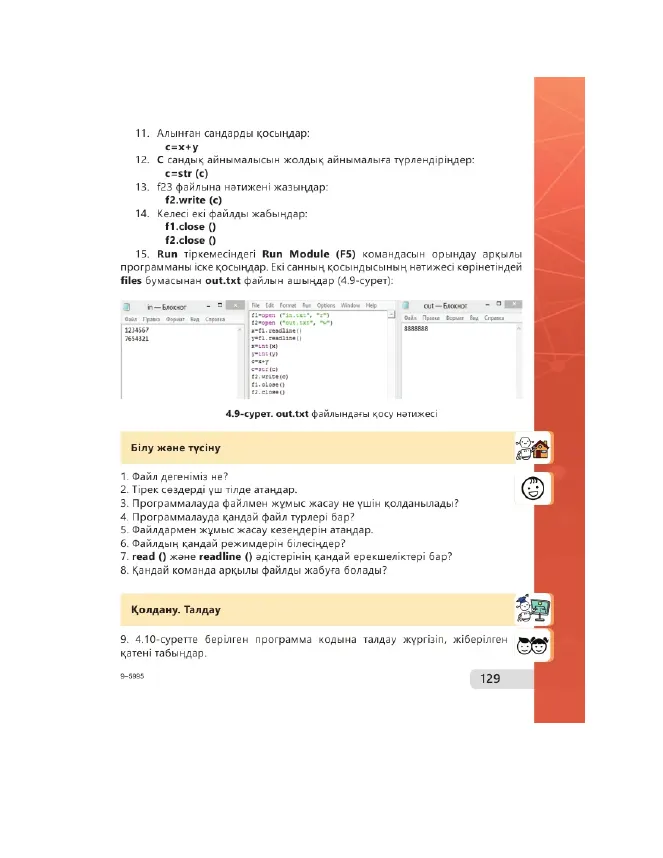 11. Алынған сандарды қосыңдар:
c=x+y
12. С сандық айнымалысын жолдық айнымалыға түрлендіріңдер:
c=str (c)
13. f23 файлына нәтижені жазыңдар:
f2.write (c)
14. Келесі екі файлды жабыңдар:
f1.close ()
f2.close ()
15. Run тіркемесіндегі Run Module (F5) командасын орындау арқылы
программаны іске қосыңдар. Екі санның қосындысының нәтижесі көрінетіндей
files бумасынан out.txt файлын ашыңдар (4.9-сурет):
in — Блокнот
Файл Правка Формат Вид Справка
1234567
7654321
File Edit Format Run Options Window Help
f1=open ("in.txt", "r")
f2=open ("out.txt", "w")
x=f1.readline()
y=f1.readline()
x=int(x)
y=int(y)
c=x+y
c=str(c)
f2.write(c)
f1.close()
f2.close()
out — Блокнот
Файл Правка Формат Вид Справка
8888888
4.9-сурет. out.txt файлындағы қосу нәтижесі
Білу және түсіну
1. Файл дегеніміз не?
2. Тірек сөздерді үш тілде атаңдар.
3. Программалауда файлмен жұмыс жасау не үшін қолданылады?
4. Программалауда қандай файл түрлері бар?
5. Файлдармен жұмыс жасау кезеңдерін атаңдар.
6. Файлдың қандай режимдерін білесіңдер?
7. read () және readline () әдістерінің қандай ерекшеліктері бар?
8. Қандай команда арқылы файлды жабуға болады?
Қолдану. Талдау
9. 4.10-суретте берілген программа кодына талдау жүргізіп, жіберілген
қатені табыңдар.
9–5995
129